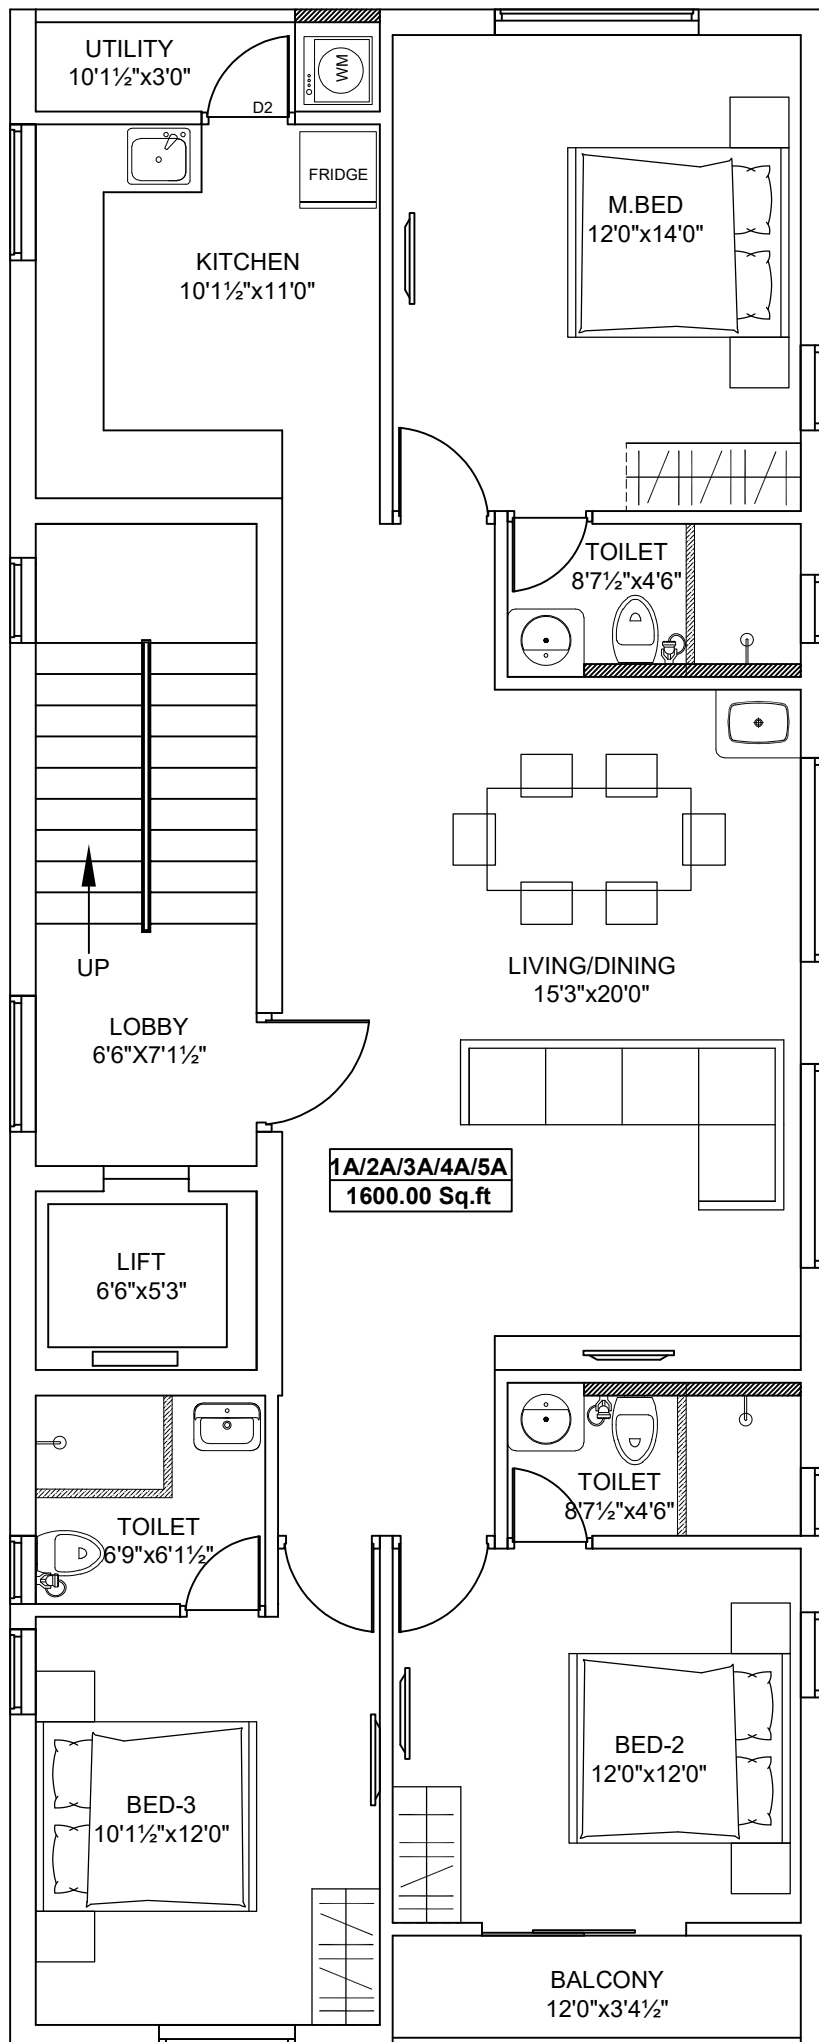 UTILITY
10'1½"x3'0"
WM
D2
FRIDGE
M.BED
12'0"x14'0"
KITCHEN
10'1½"x11'0"
TOILET
8'7½"x4'6"
UP
LIVING/DINING
15'3"x20'0"
LOBBY
6'6"X7'1½"
1A/2A/3A/4A/5A
1600.00 Sq.ft
LIFT
6'6"x5'3"
TOILET
8'7½"x4'6"
TOILET
6'9"x6'1½"
BED-2
12'0"x12'0"
BED-3
10'1½"x12'0"
BALCONY
12'0"x3'4½"